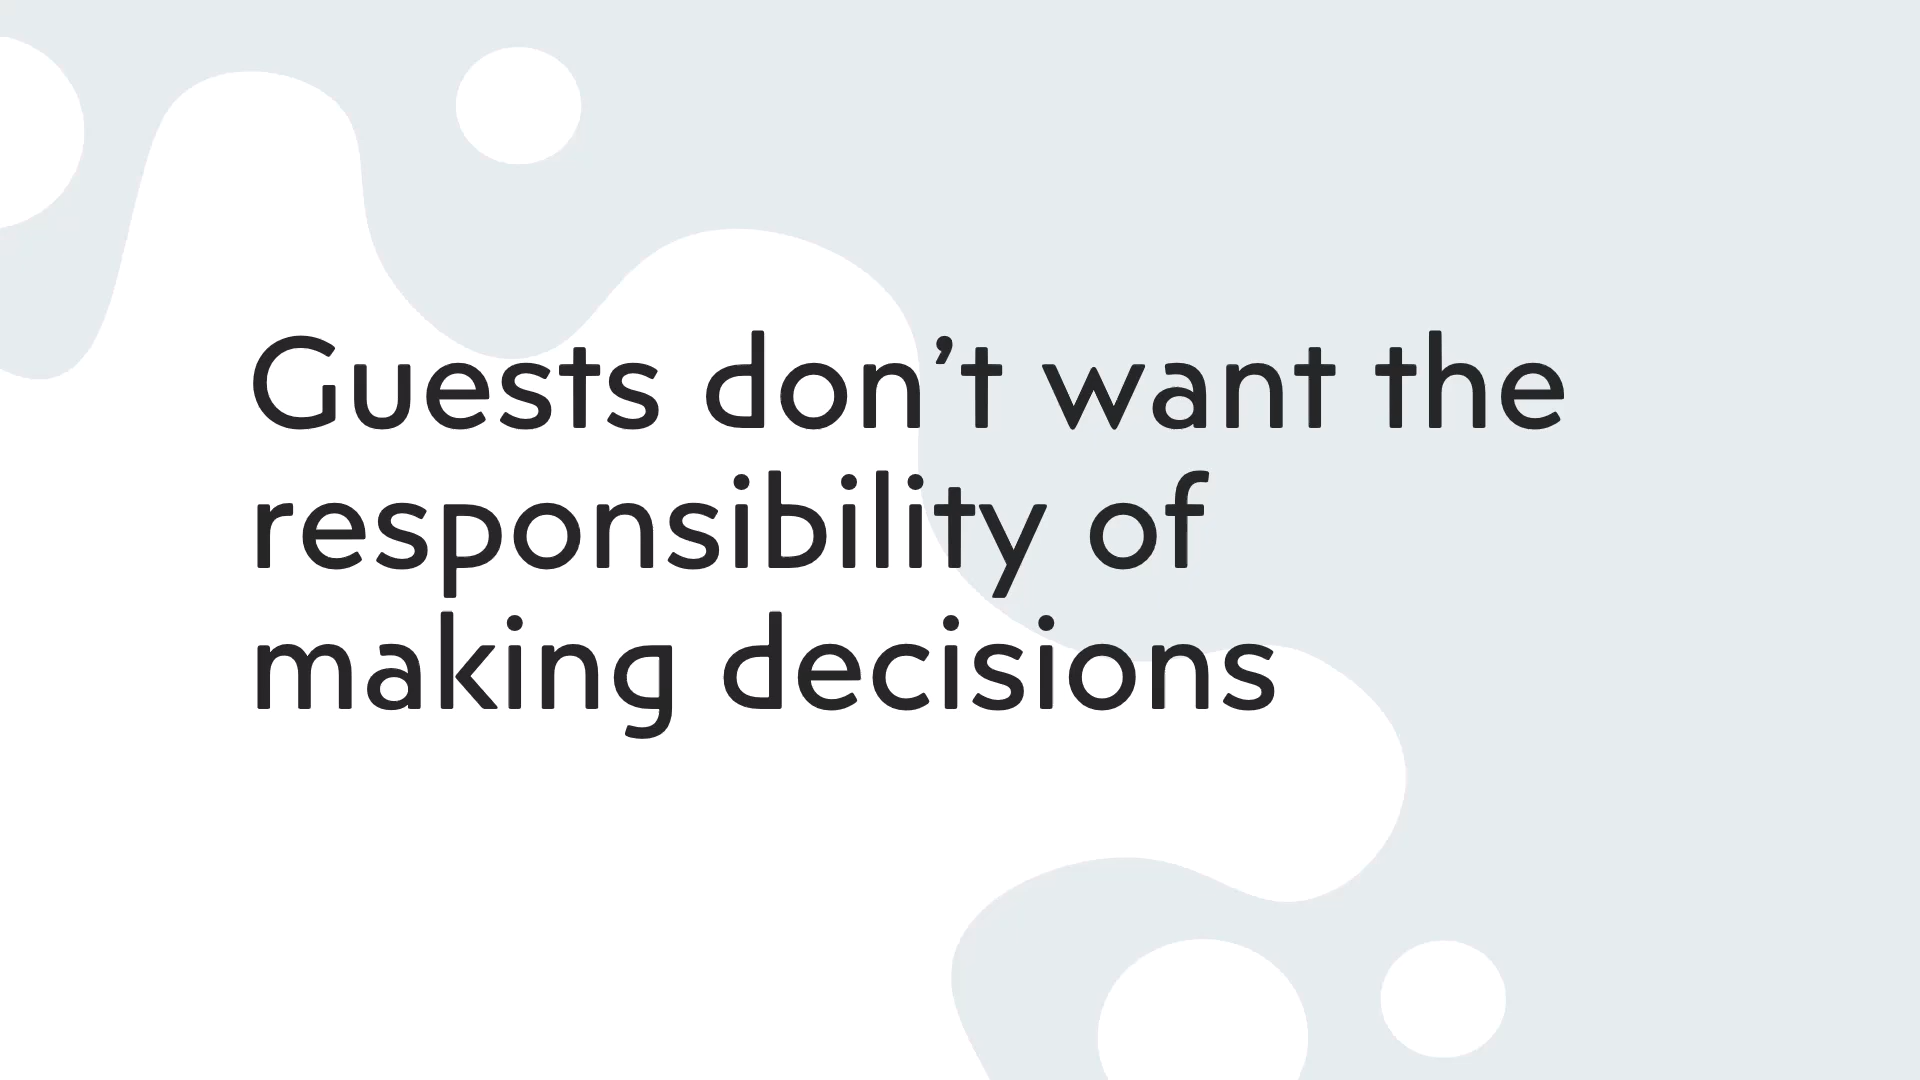 Guests don’t want the
responsibility of
making decisions